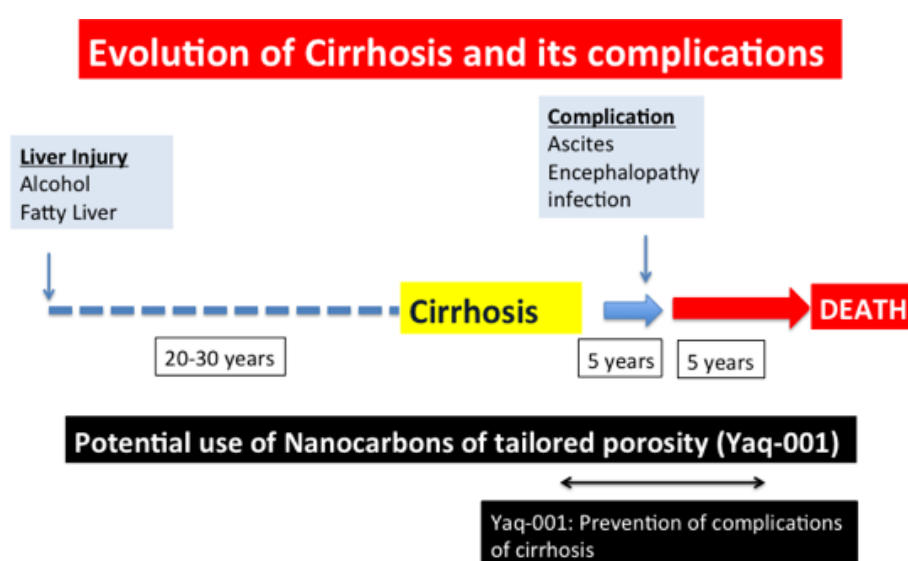 Evolution of Cirrhosis and its complications
Liver Injury
Alcohol
Fatty Liver
Complication
Ascites
Encephalopathy
infection
Cirrhosis
DEATH
20-30 years
5 years
5 years
Potential use of Nanocarbons of tailored porosity (Yaq-001)
Yaq-001: Prevention of complications
of cirrhosis